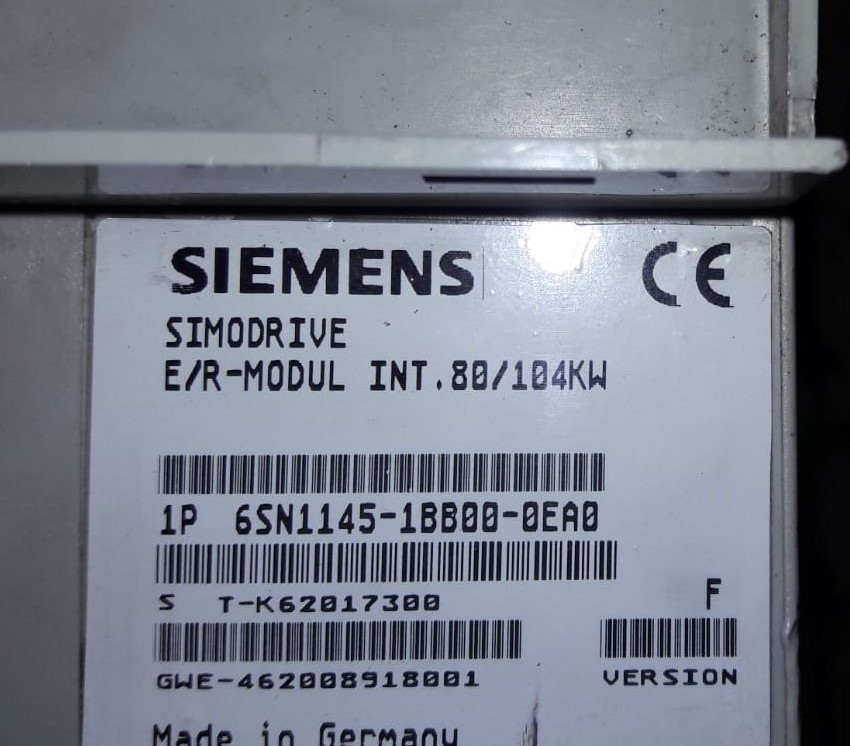 SIEMENS CE
SIMODRIVE
E/R-MODUL INT.80/104KW
1P 6SN1145-1BB00-0EA0
S T-K62017300 F
GWE-462008918001 VERSION
Made in Germany